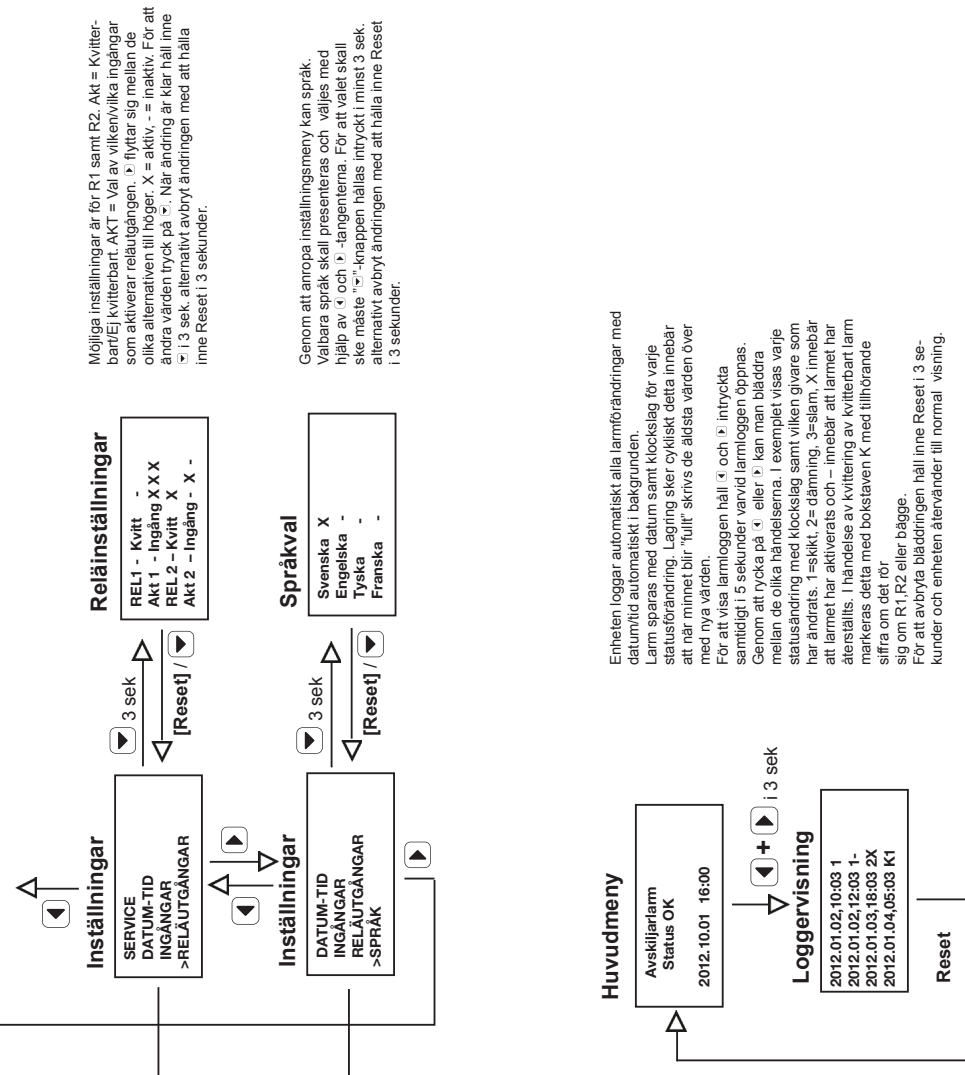 Inställningar
SERVICE
DATUM-TID
INGÅNGAR
>RELÄUTGÅNGAR
3 sek
[Reset] /
Reläinställningar
REL1 - Kvitt -
Akt 1 - Ingång X X X
REL 2 – Kvitt X
Akt 2 – Ingång - X -
Möjliga inställningar är för R1 samt R2. Akt = Kvitter-
bart/Ej kvitterbart. AKT = Val av vilken/vilka ingångar
som aktiverar reläutgången. flyttar sig mellan de
olika alternativen till höger. X = aktiv, - = inaktiv. För att
ändra värden tryck på . När ändring är klar håll inne
i 3 sek. alternativt avbryt ändringen med att hålla
inne Reset i 3 sekunder.
Inställningar
DATUM-TID
INGÅNGAR
RELÄUTGÅNGAR
>SPRÅK
3 sek
[Reset] /
Språkval
Svenska X
Engelska -
Tyska -
Franska -
Genom att anropa inställningsmeny kan språk.
Valbara språk skall presenteras och väljes med
hjälp av och -tangenterna. För att valet skall
ske måste ""-knappen hållas intryckt i minst 3 sek.
alternativt avbryt ändringen med att hålla inne Reset
i 3 sekunder.
Huvudmeny
Avskiljarlarm
Status OK
2012.10.01 16:00
+ i 3 sek
Loggervisning
2012.01.02,10:03 1
2012.01.02,12:03 1-
2012.01.03,18:03 2X
2012.01.04,05:03 K1
Reset
Enheten loggar automatiskt alla larmförändringar med
datum/tid automatiskt i bakgrunden.
Larm sparas med datum samt klockslag för varje
statusförändring. Lagring sker cykliskt detta innebär
att när minnet blir "fullt" skrivs de äldsta värden över
med nya värden.
För att visa larmloggen håll och intryckta
samtidigt i 5 sekunder varvid larmloggen öppnas.
Genom att rycka på eller kan man bläddra
mellan de olika händelserna. I exemplet visas varje
statusändring med klockslag samt vilken givare som
har ändrats. 1=skikt, 2= dämning, 3=slam, X innebär
att larmet har aktiverats och – innebär att larmet har
återställts. I händelse av kvittering av kvitterbart larm
markeras detta med bokstaven K med tillhörande
siffra om det rör
sig om R1,R2 eller bägge.
För att avbryta bläddringen håll inne Reset i 3 se-
kunder och enheten återvänder till normal visning.